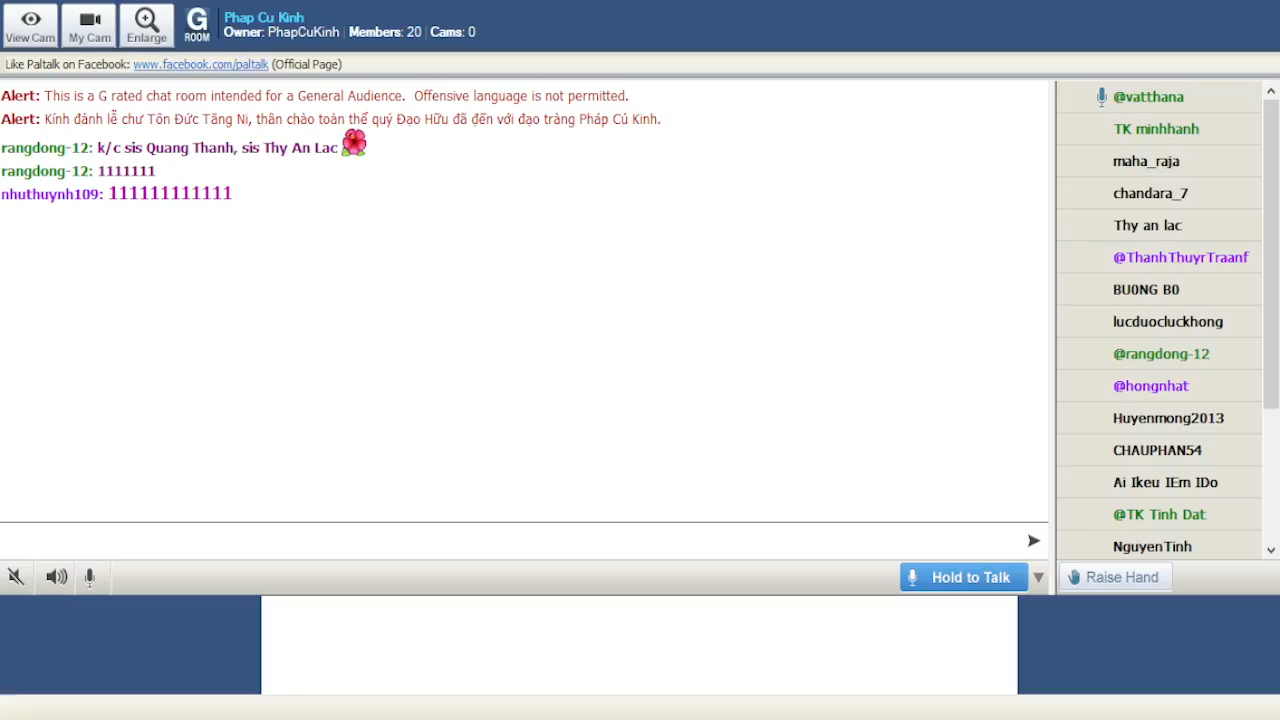 View Cam
My Cam
Enlarge
G
ROOM
Phap Cu Kinh
Owner: PhapCuKinh | Members: 20 | Cams: 0
Like Paltalk on Facebook: www.facebook.com/paltalk (Official Page)
Alert: This is a G rated chat room intended for a General Audience. Offensive language is not permitted.
Alert: Kính đảnh lễ chư Tôn Đức Tăng Ni, thân chào toàn thể quý Đạo Hữu đã đến với đạo tràng Pháp Cú Kinh.
rangdong-12: k/c sis Quang Thanh, sis Thy An Lac
rangdong-12: 1111111
nhuthuynh109: 111111111111
@vatthana
TK minhhanh
maha_raja
chandara_7
Thy an lac
@ThanhThuyrTraanf
BU0NG B0
lucduocluckhong
@rangdong-12
@hongnhat
Huyenmong2013
CHAUPHAN54
Ai Ikeu IEm IDo
@TK Tinh Dat
NguyenTinh
Hold to Talk
Raise Hand